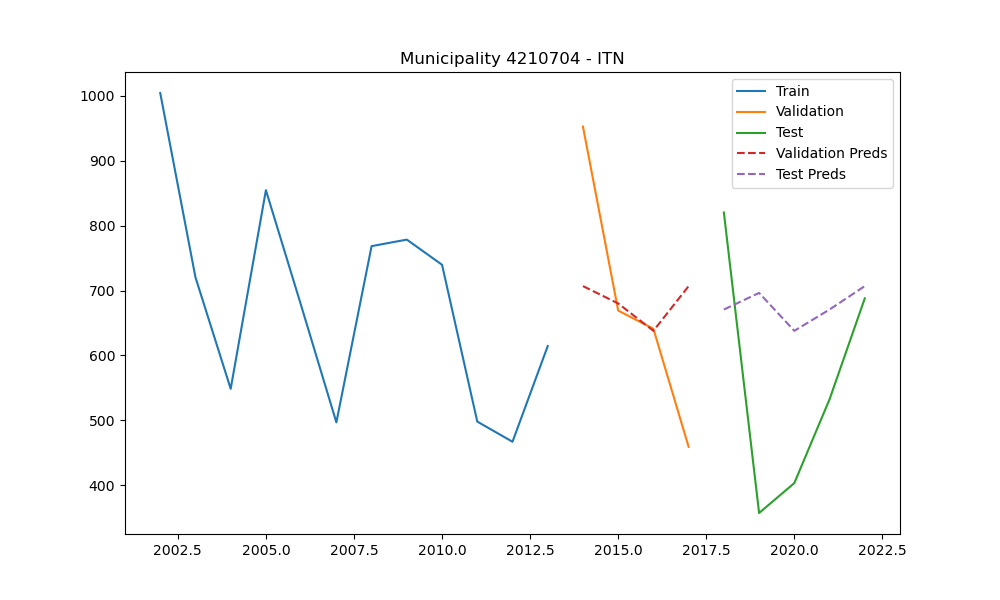 Municipality 4210704 - ITN
1000
900
800
700
600
500
400
2002.5 2005.0 2007.5 2010.0 2012.5 2015.0 2017.5 2020.0 2022.5
Train
Validation
Test
Validation Preds
Test Preds